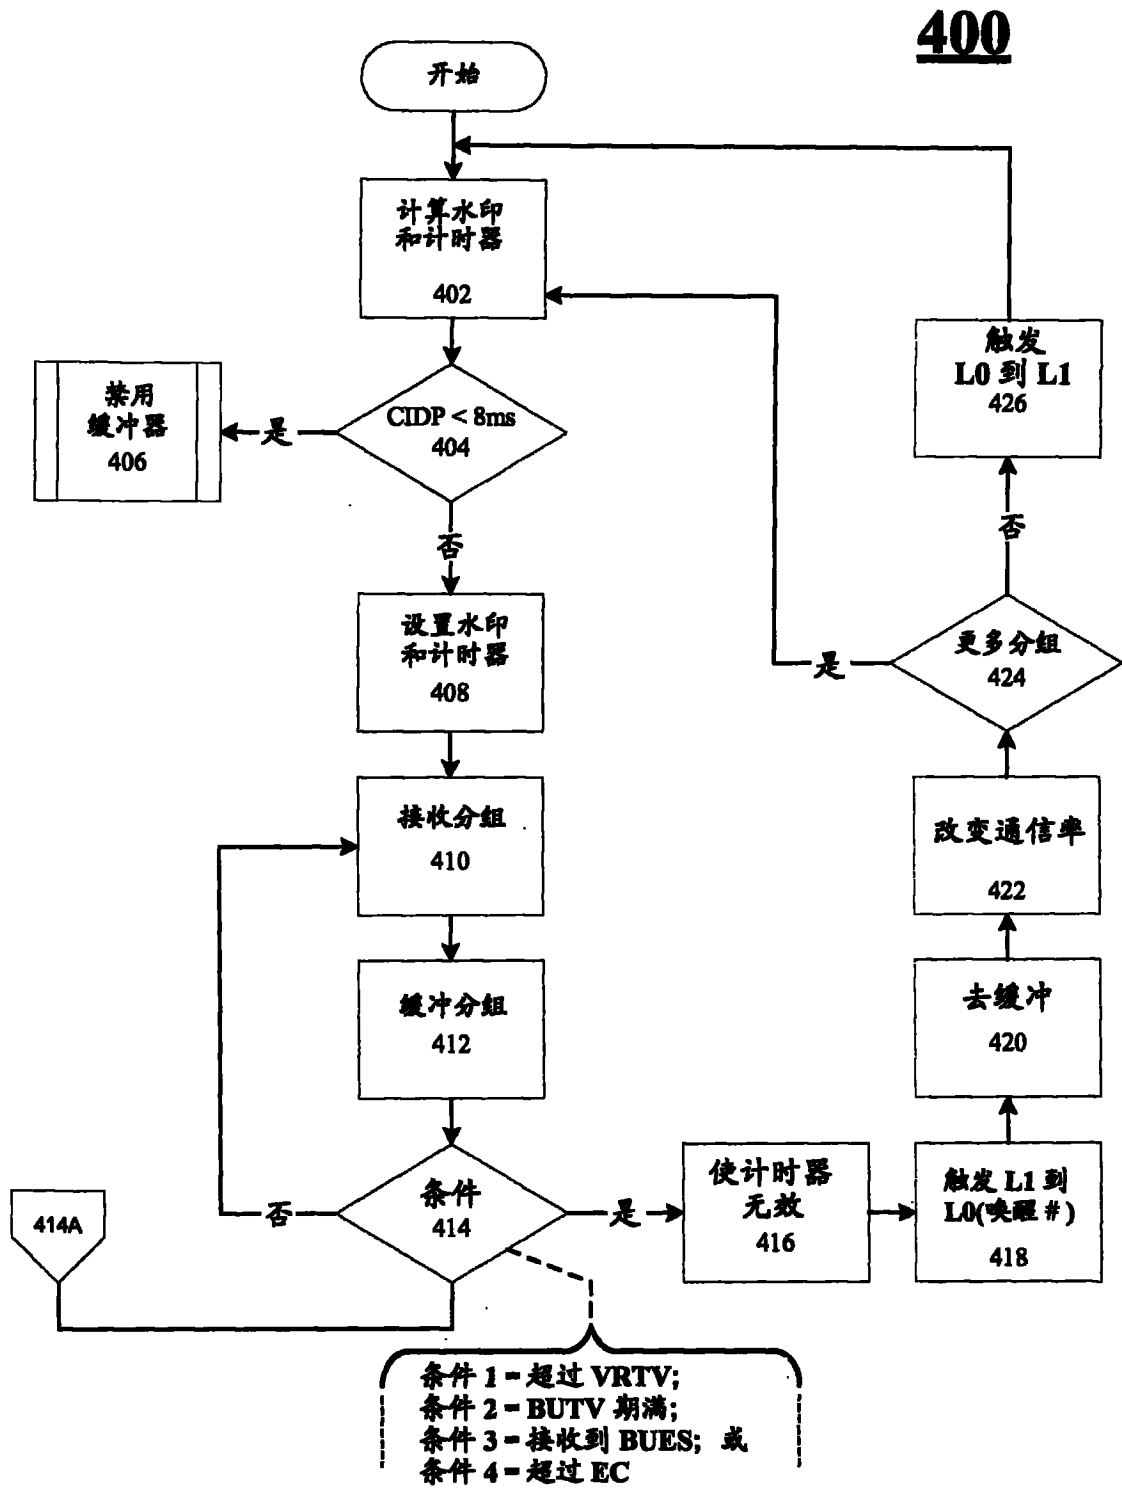 400
开始
计算水印
和计时器
402
CIDP < 8ms
404
是
禁用
缓冲器
406
否
设置水印
和计时器
408
接收分组
410
缓冲分组
412
条件
414
否
414A
是
使计时器
无效
416
触发 L1 到
L0(唤醒 #)
418
去缓冲
420
改变通信率
422
更多分组
424
是
否
触发
L0 到 L1
426
条件 1 = 超过 VRTV;
条件 2 = BUTV 期满;
条件 3 = 接收到 BUES; 或
条件 4 = 超过 EC